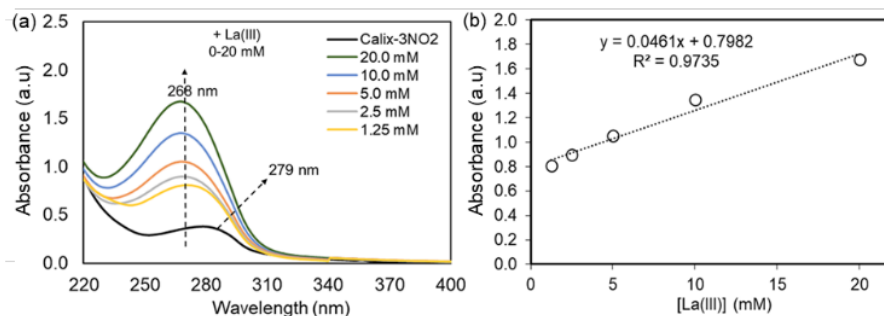 (a)
2.5
2.0
1.5
1.0
0.5
0.0
Absorbance (a.u)
+ La(III)
0-20 mM
268 nm
279 nm
Calix-3NO2
20.0 mM
10.0 mM
5.0 mM
2.5 mM
1.25 mM
220 250 280 310 340 370 400
Wavelength (nm)
(b)
2.0
1.8
1.6
1.4
1.2
1.0
0.8
0.6
0.4
0.2
0.0
Absorbance (a.u)
y = 0.0461x + 0.7982
R² = 0.9735
0 5 10 15 20
[La(III)] (mM)